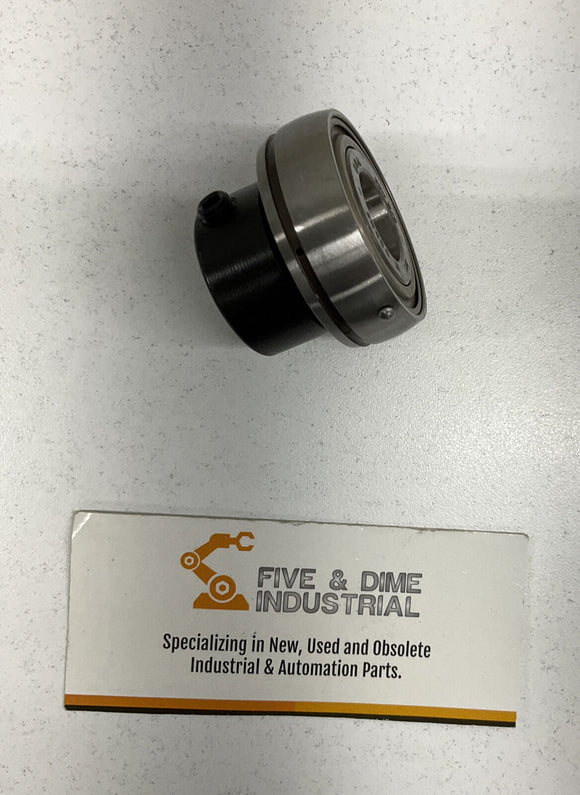 FIVE & DIME
INDUSTRIAL
Specializing in New, Used and Obsolete
Industrial & Automation Parts.